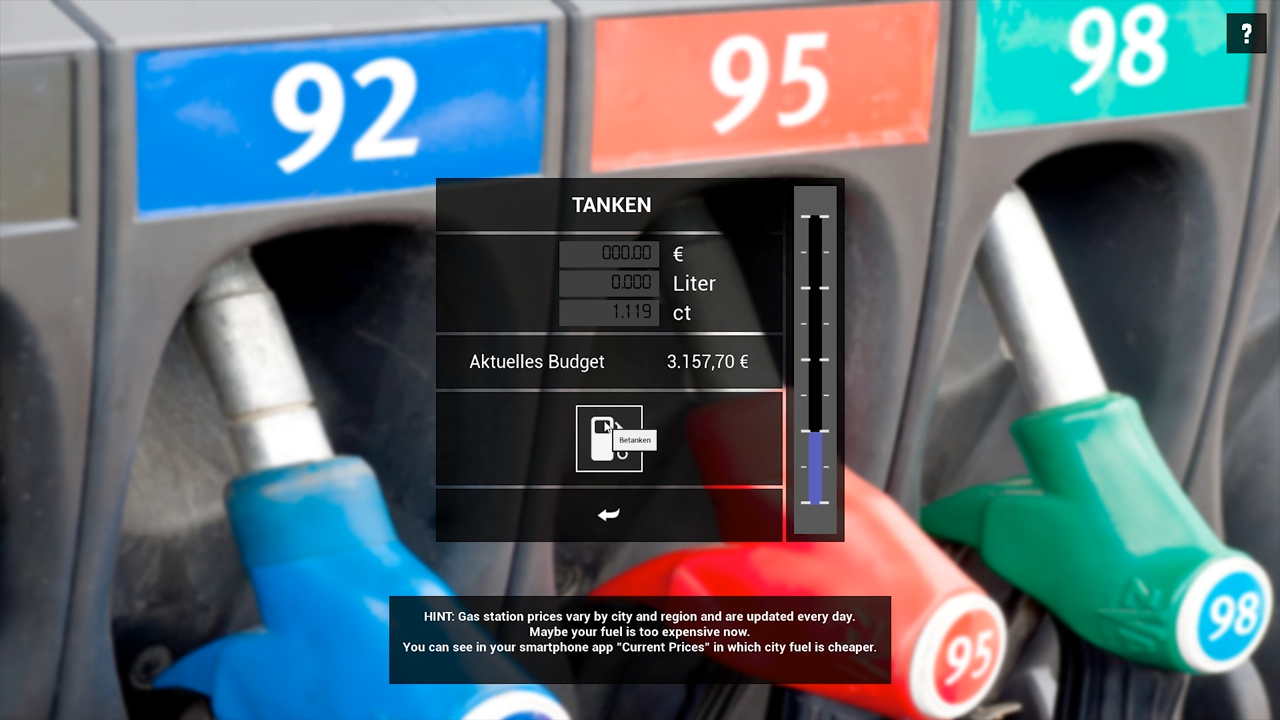 92
95
98
?
TANKEN
000.00 €
0.000 Liter
1.119 ct
Aktuelles Budget 3.157,70 €
Betanken
HINT: Gas station prices vary by city and region and are updated every day.
Maybe your fuel is too expensive now.
You can see in your smartphone app "Current Prices" in which city fuel is cheaper.
98
95